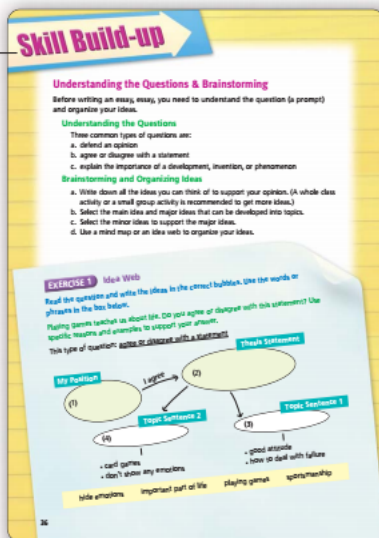 Skill Build-up
Understanding the Questions & Brainstorming
Before writing an essay, essay, you need to understand the question (a prompt)
and organize your ideas.
Understanding the Questions
Three common types of questions are:
a. defend an opinion
b. agree or disagree with a statement
c. explain the importance of a development, invention, or phenomenon
Brainstorming and Organizing Ideas
a. Write down all the ideas you can think of to support your opinion. (A whole class
activity or a small group activity is recommended to get more ideas.)
b. Select the main idea and major ideas that can be developed into topics.
c. Select the minor ideas to support the major ideas.
d. Use a mind map or an idea web to organize your ideas.
EXERCISE 1 Idea Web
Read the question and write the ideas in the correct bubbles. Use the words or
phrases in the box below.
Playing games teaches us about life. Do you agree or disagree with this statement? Use
specific reasons and examples to support your answer.
This type of question: agree or disagree with a statement
Thesis Statement
My Position
I agree
(1)
(2)
Topic Sentence 2
Topic Sentence 1
(4)
(3)
• card games
• don't show any emotions
• good attitude
• how to deal with failure
hide emotions important part of life playing games sportsmanship
26